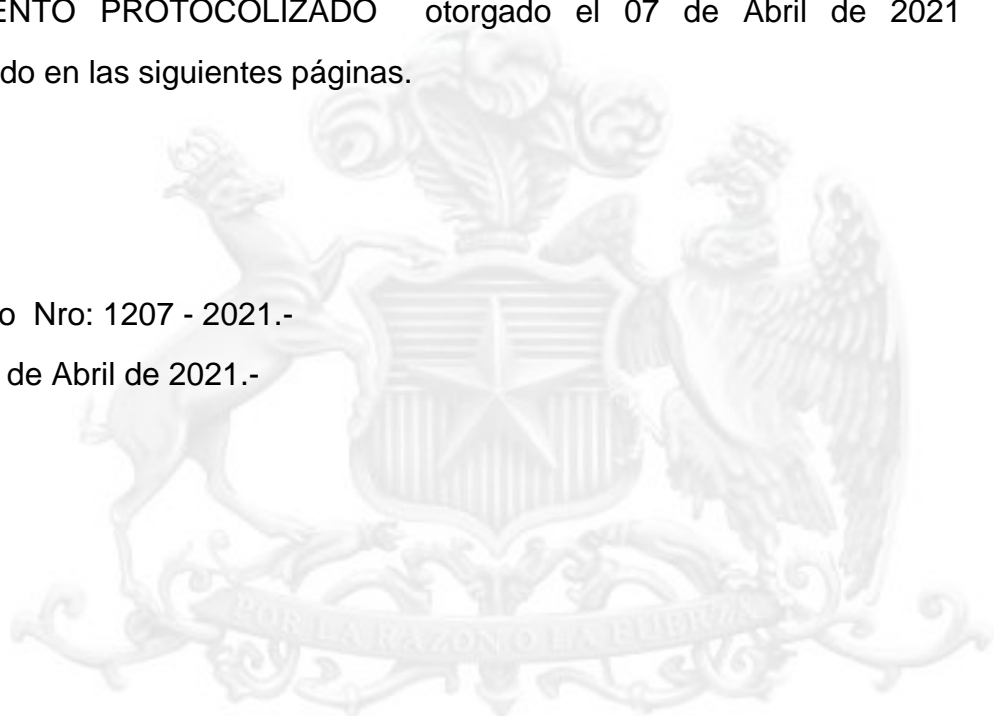 ENTO PROTOCOLIZADO otorgado el 07 de Abril de 2021
do en las siguientes páginas.
o Nro: 1207 - 2021.-
de Abril de 2021.-
POR LA RAZON O LA FUERZA